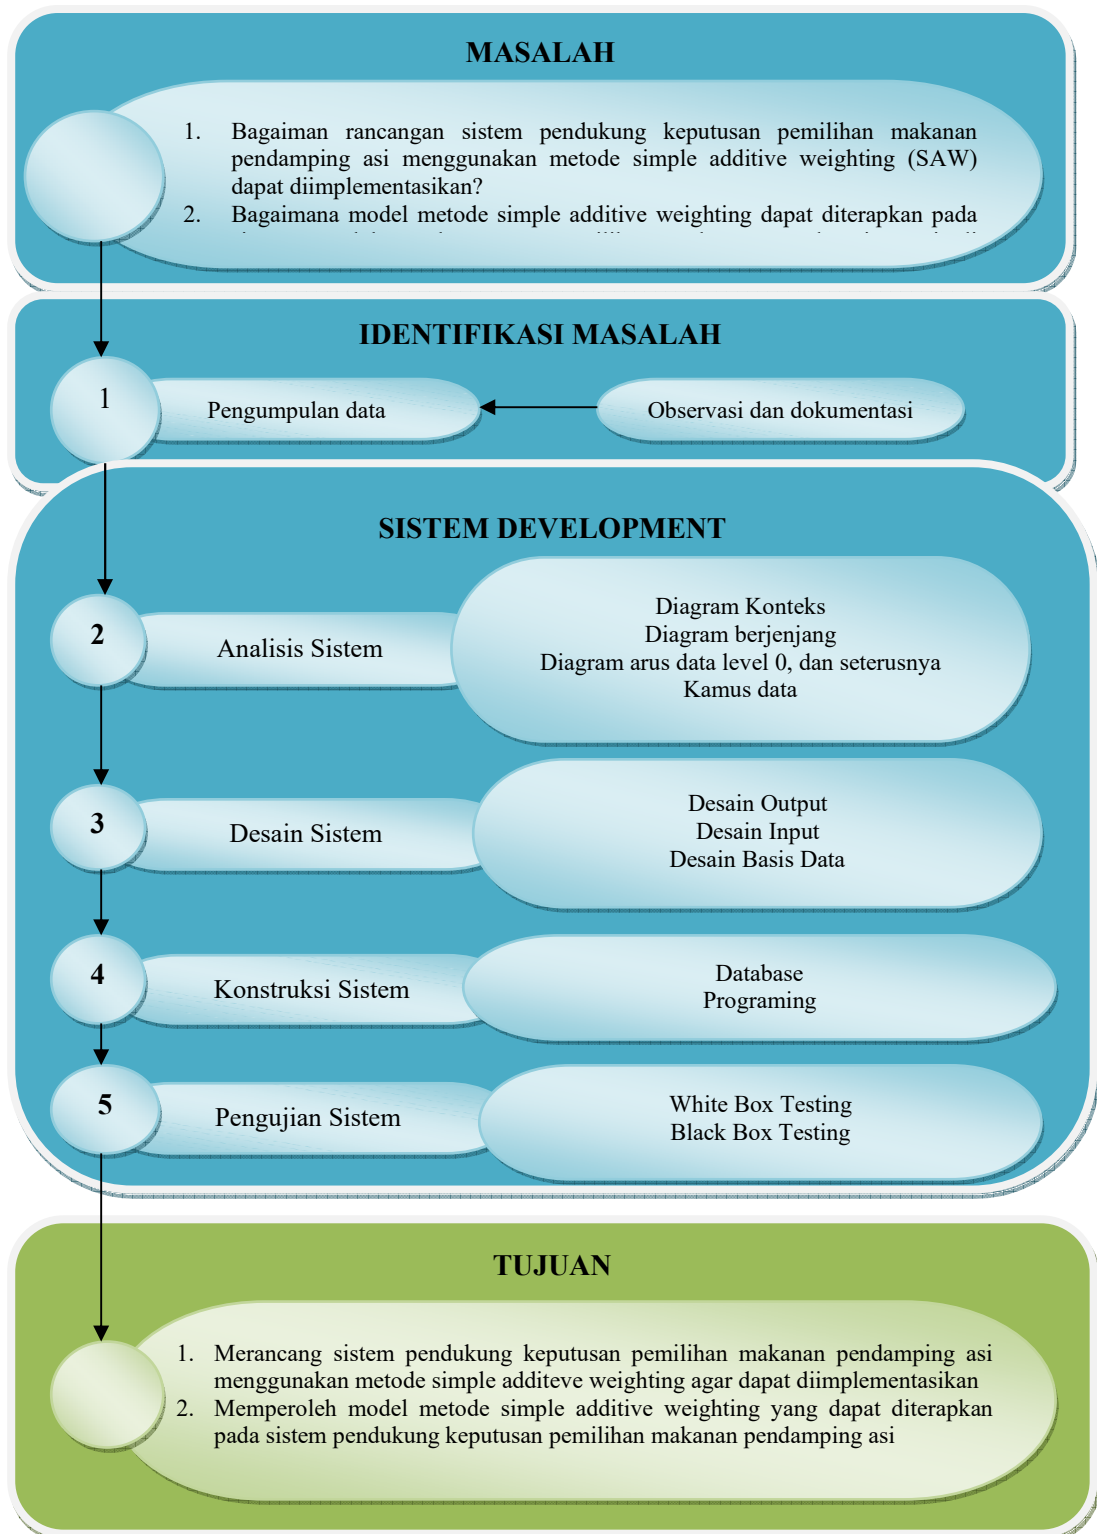 MASALAH
1. Bagaiman rancangan sistem pendukung keputusan pemilihan makanan
pendamping asi menggunakan metode simple additive weighting (SAW)
dapat diimplementasikan?
2. Bagaimana model metode simple additive weighting dapat diterapkan pada
IDENTIFIKASI MASALAH
1
Pengumpulan data
Observasi dan dokumentasi
SISTEM DEVELOPMENT
2
Analisis Sistem
Diagram Konteks
Diagram berjenjang
Diagram arus data level 0, dan seterusnya
Kamus data
3
Desain Sistem
Desain Output
Desain Input
Desain Basis Data
4
Konstruksi Sistem
Database
Programing
5
Pengujian Sistem
White Box Testing
Black Box Testing
TUJUAN
1. Merancang sistem pendukung keputusan pemilihan makanan pendamping asi
menggunakan metode simple additeve weighting agar dapat diimplementasikan
2. Memperoleh model metode simple additive weighting yang dapat diterapkan
pada sistem pendukung keputusan pemilihan makanan pendamping asi